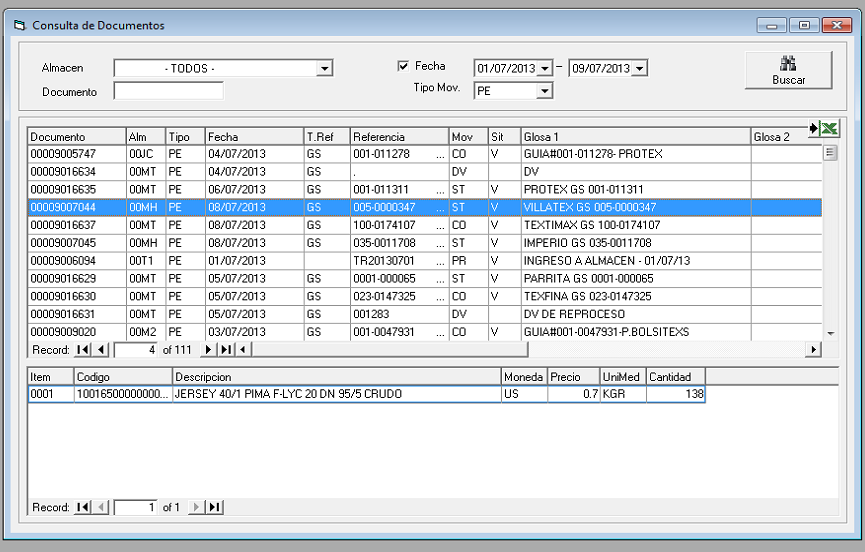 Consulta de Documentos
Almacen - TODOS - Fecha 01/07/2013 - 09/07/2013 Buscar
Documento Tipo Mov. PE
Documento Alm Tipo Fecha T.Ref Referencia Mov Sit Glosa 1 Glosa 2
00009005747 00JC PE 04/07/2013 GS 001-011278 ... CO V GUIA#001-011278- PROTEX
00009016634 00MT PE 04/07/2013 GS . DV DV
00009016635 00MT PE 06/07/2013 GS 001-011311 ... ST V PROTEX GS 001-011311
00009007044 00MH PE 08/07/2013 GS 005-0000347 ... ST V VILLATEX GS 005-0000347
00009016637 00MT PE 08/07/2013 GS 100-0174107 ... CO V TEXTIMAX GS 100-0174107
00009007045 00MH PE 08/07/2013 GS 035-0011708 ... ST V IMPERIO GS 035-0011708
00009006094 00T1 PE 01/07/2013 TR20130701 ... PR V INGRESO A ALMACEN - 01/07/13
00009016629 00MT PE 05/07/2013 GS 0001-000065 ... ST V PARRITA GS 0001-000065
00009016630 00MT PE 05/07/2013 GS 023-0147325 ... CO V TEXFINA GS 023-0147325
00009016631 00MT PE 05/07/2013 GS 001283 DV DV DE REPROCESO
00009009020 00M2 PE 03/07/2013 GS 001-0047931 ... CO V GUIA#001-0047931-P.BOLSITEXS
Record: 4 of 111
Item Codigo Descripcion Moneda Precio UniMed Cantidad
0001 10016500000000... JERSEY 40/1 PIMA F-LYC 20 DN 95/5 CRUDO US 0.7 KGR 138
Record: 1 of 1